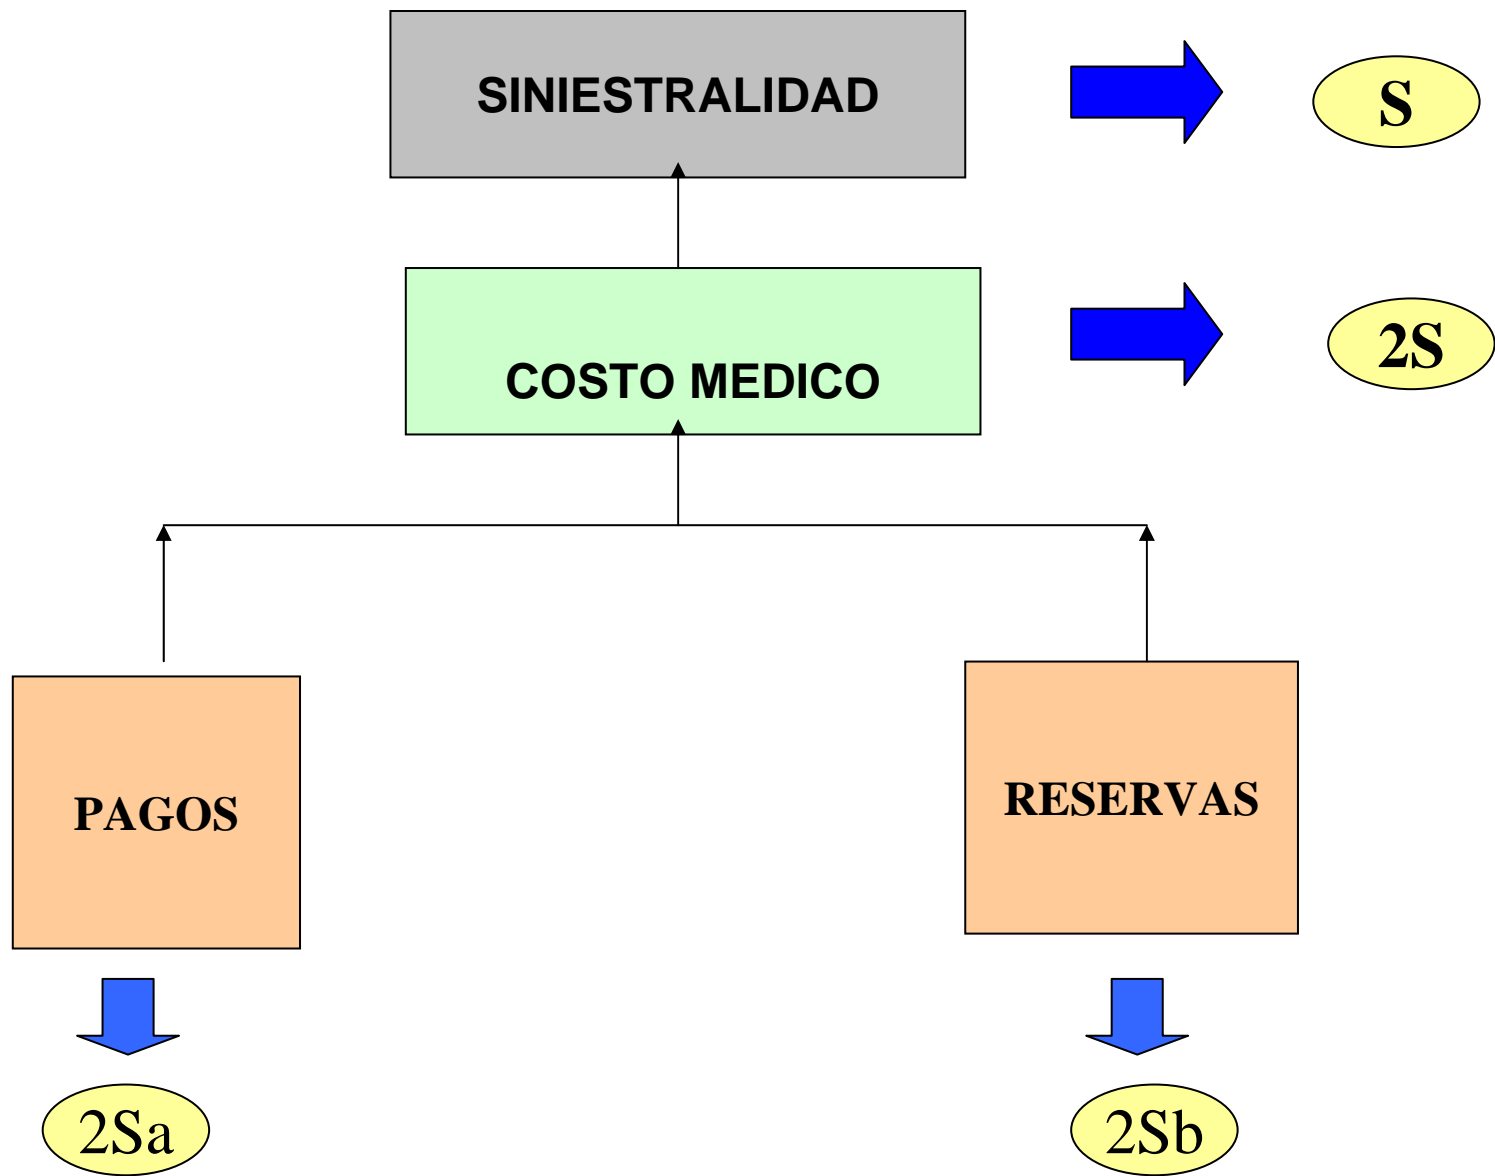 SINIESTRALIDAD
S
COSTO MEDICO
2S
PAGOS
RESERVAS
2Sa
2Sb